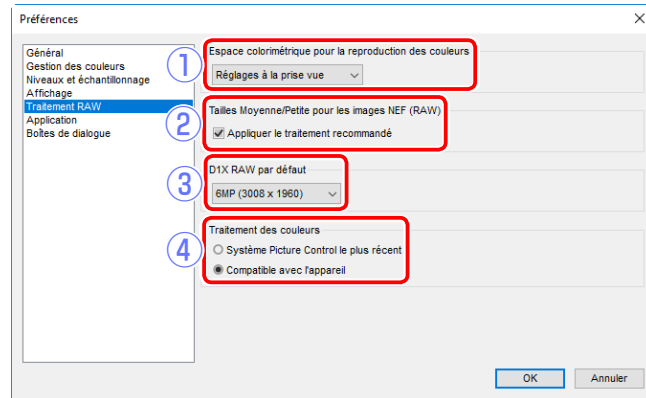 Préférences
Général
Gestion des couleurs
Niveaux et échantillonnage
Affichage
Traitement RAW
Application
Boîtes de dialogue
1
Espace colorimétrique pour la reproduction des couleurs
Réglages à la prise vue
2
Tailles Moyenne/Petite pour les images NEF (RAW)
Appliquer le traitement recommandé
3
D1X RAW par défaut
6MP (3008 x 1960)
4
Traitement des couleurs
Système Picture Control le plus récent
Compatible avec l'appareil
OK Annuler